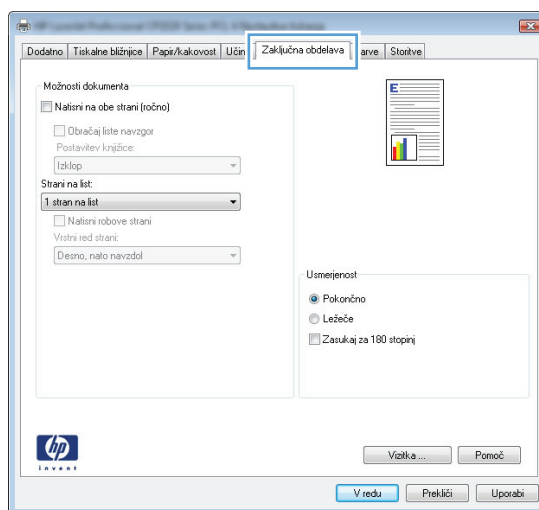 Dodatno Tiskalne bližnjice Papir/kakovost Učin Zaključna obdelava arve Storitve
Možnosti dokumenta
Natisni na obe strani (ročno)
Obračaj liste navzgor
Postavitev knjižice:
Izklop
Strani na list:
1 stran na list
Natisni robove strani
Vrstni red strani:
Desno, nato navzdol
E
Usmerjenost
Pokončno
Ležeče
Zasukaj za 180 stopinj
hp
invent
Vizitka ... Pomoč
V redu Prekliči Uporabi